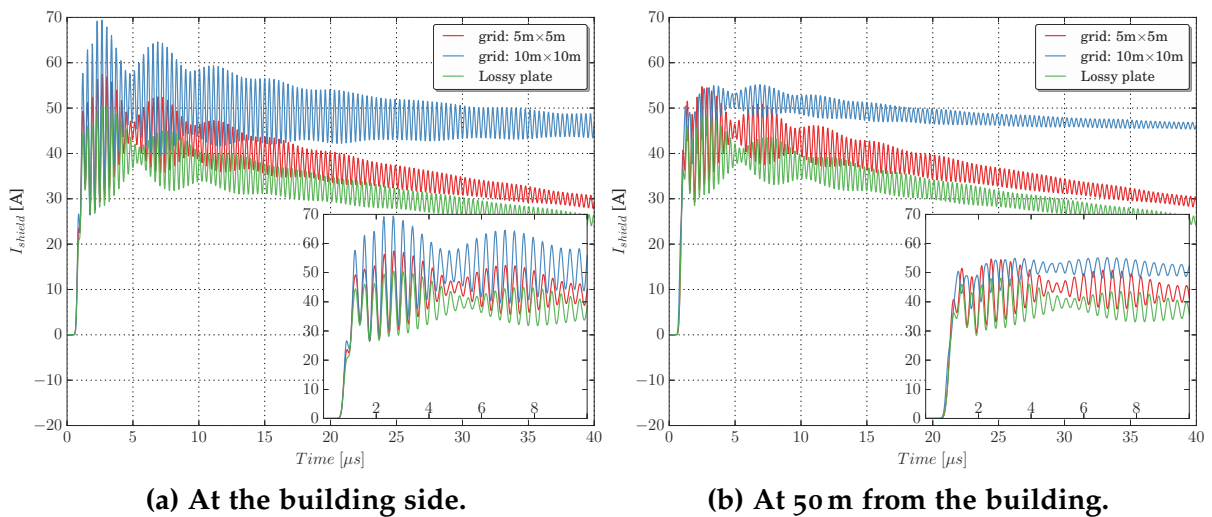 70
60
50
40
30
20
10
0
−10
−20
I_shield [A]
grid: 5m×5m
grid: 10m×10m
Lossy plate
70
60
50
40
30
20
10
0
2 4 6 8
0 5 10 15 20 25 30 35 40
Time [µs]
(a) At the building side.
70
60
50
40
30
20
10
0
−10
−20
I_shield [A]
grid: 5m×5m
grid: 10m×10m
Lossy plate
70
60
50
40
30
20
10
0
2 4 6 8
0 5 10 15 20 25 30 35 40
Time [µs]
(b) At 50 m from the building.